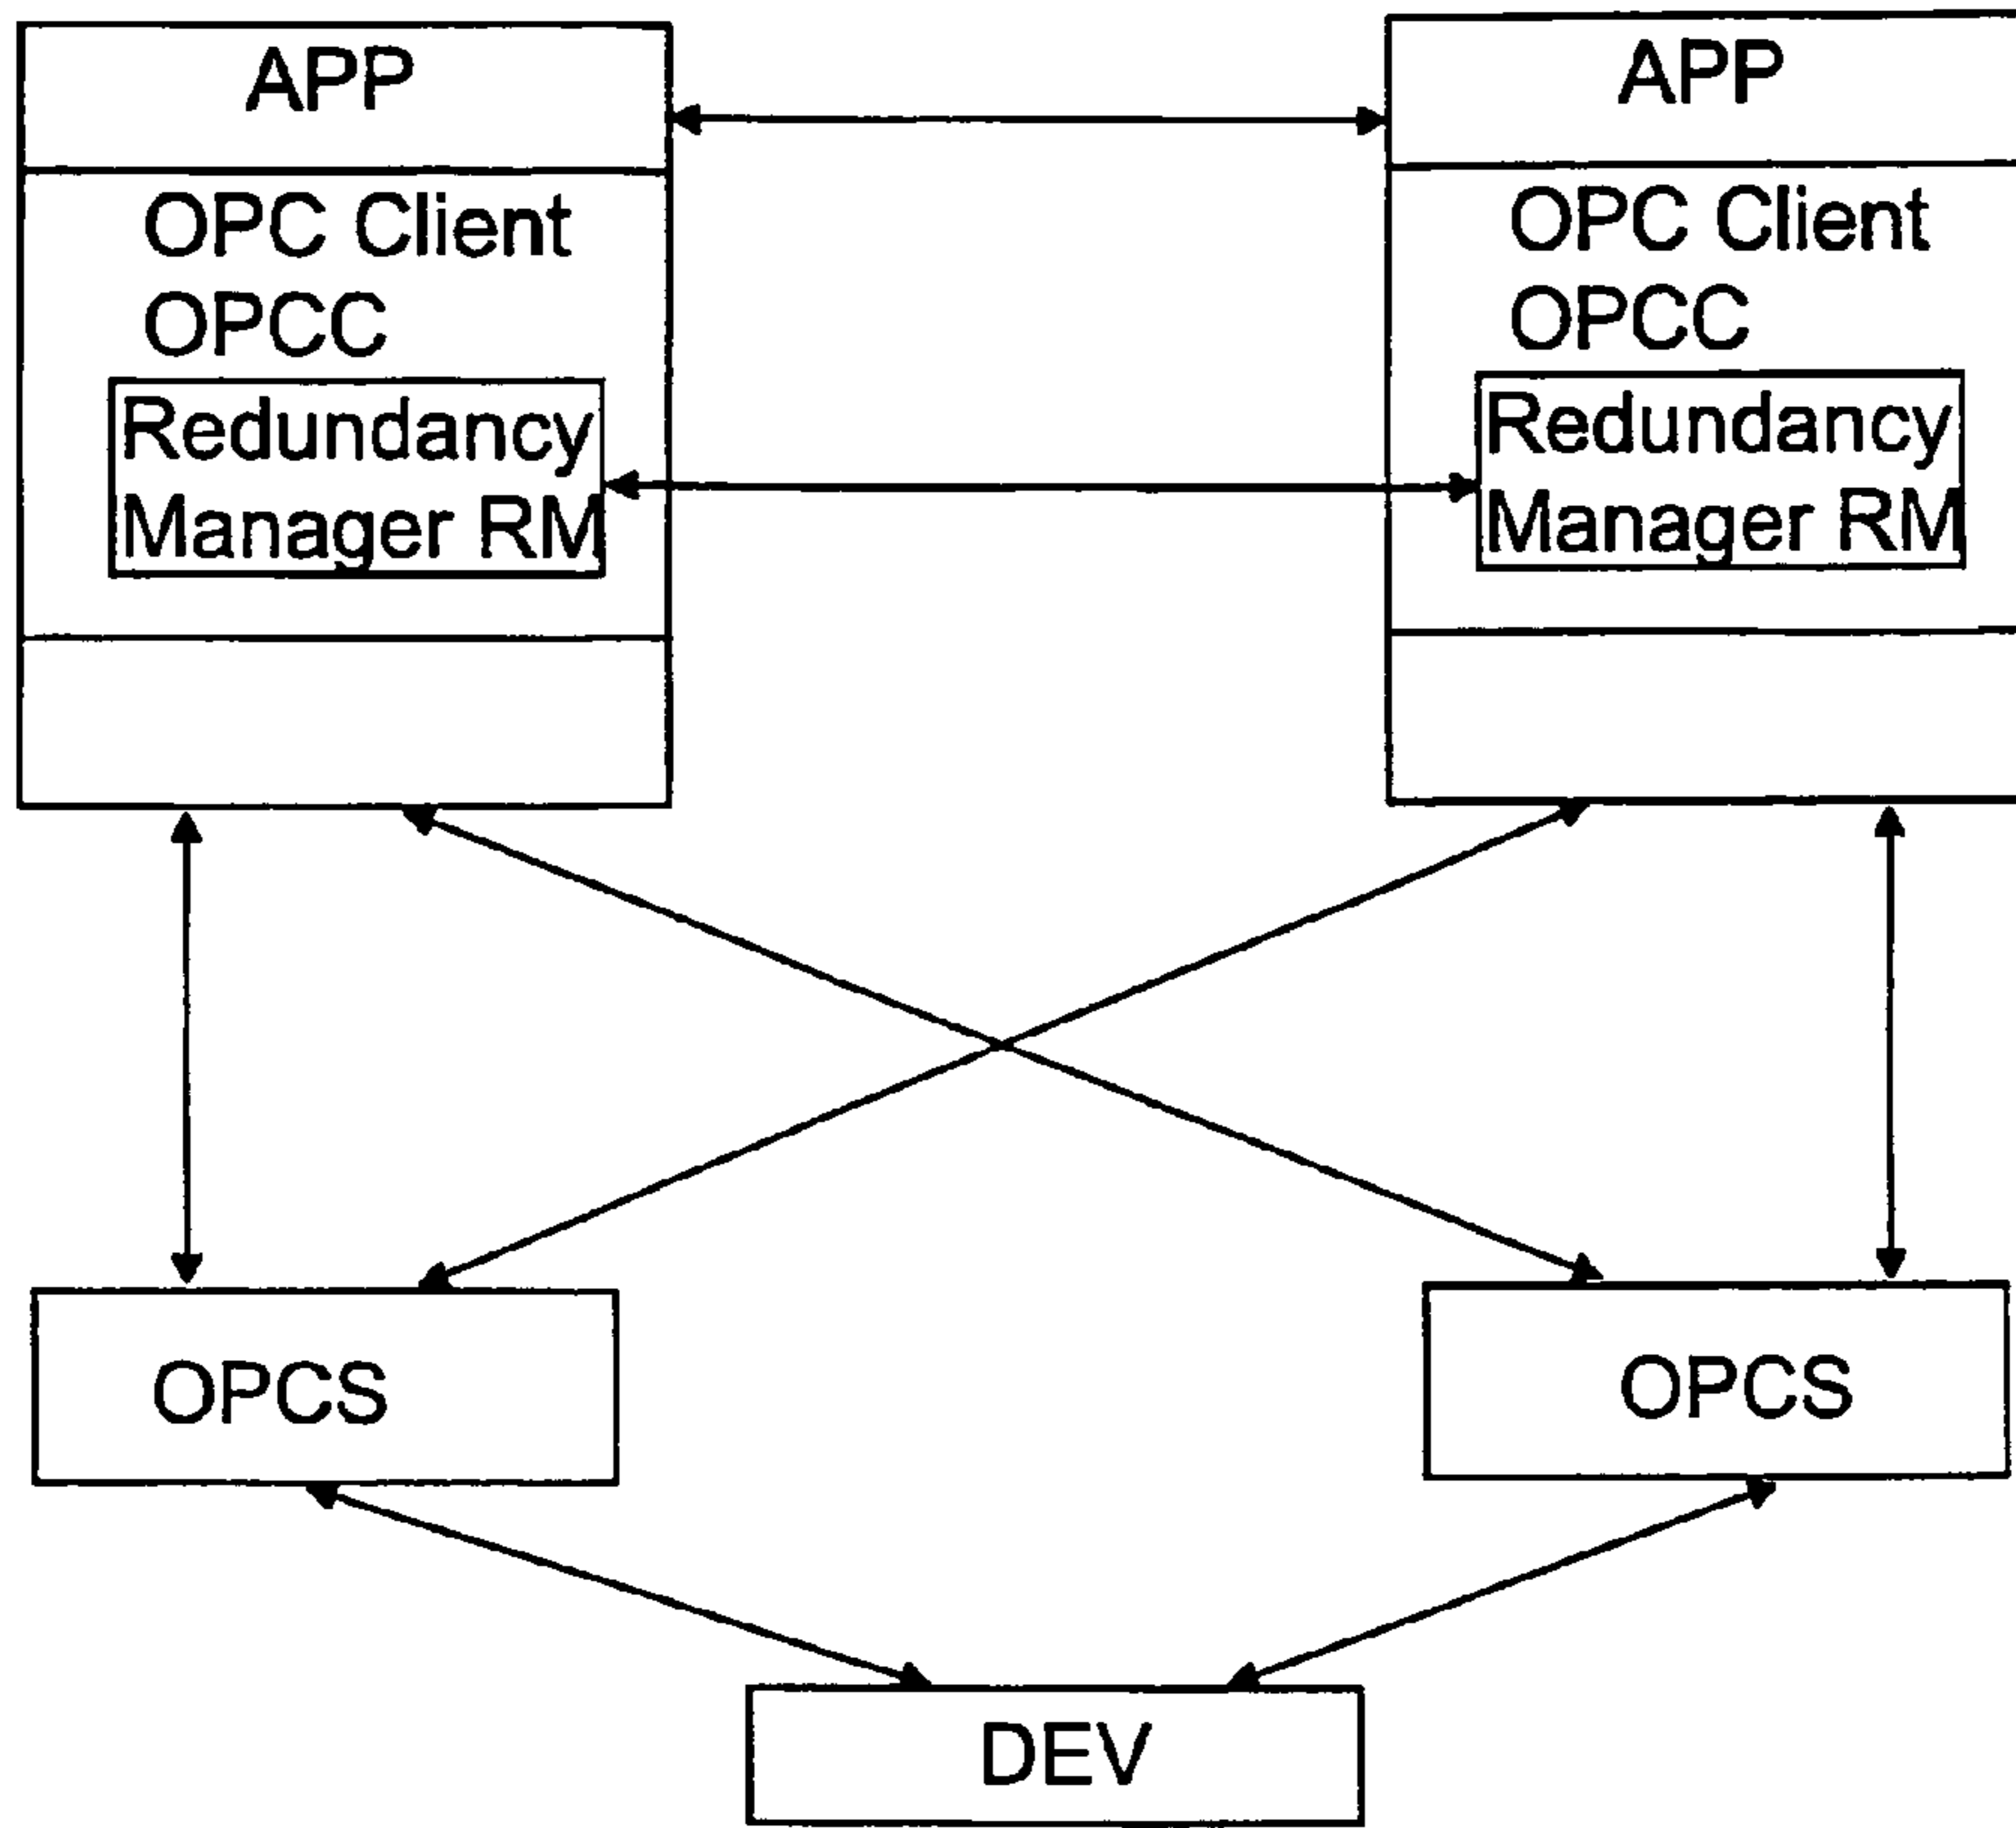 APP
OPC Client
OPCC
Redundancy
Manager RM
APP
OPC Client
OPCC
Redundancy
Manager RM
OPCS
OPCS
DEV